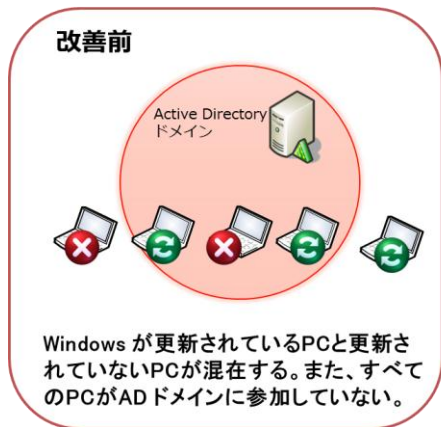 改善前
Active Directory
ドメイン
Windows が更新されているPCと更新さ
れていないPCが混在する。また、すべて
のPCがADドメインに参加していない。